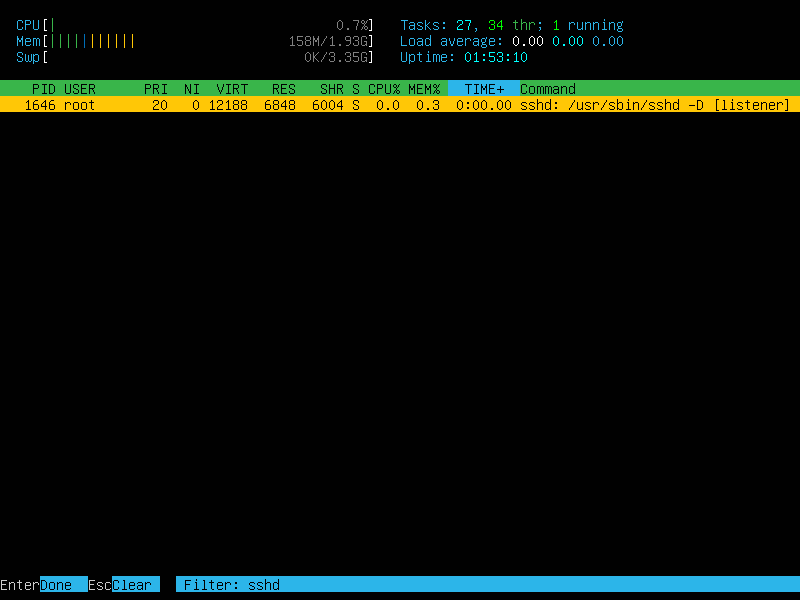 CPU[| 0.7%] Tasks: 27, 34 thr; 1 running
Mem[||||||||||| 158M/1.93G] Load average: 0.00 0.00 0.00
Swp[ 0K/3.35G] Uptime: 01:53:10
PID USER PRI NI VIRT RES SHR S CPU% MEM% TIME+ Command
1646 root 20 0 12188 6848 6004 S 0.0 0.3 0:00.00 sshd: /usr/sbin/sshd -D [listener]
EnterDone EscClear Filter: sshd